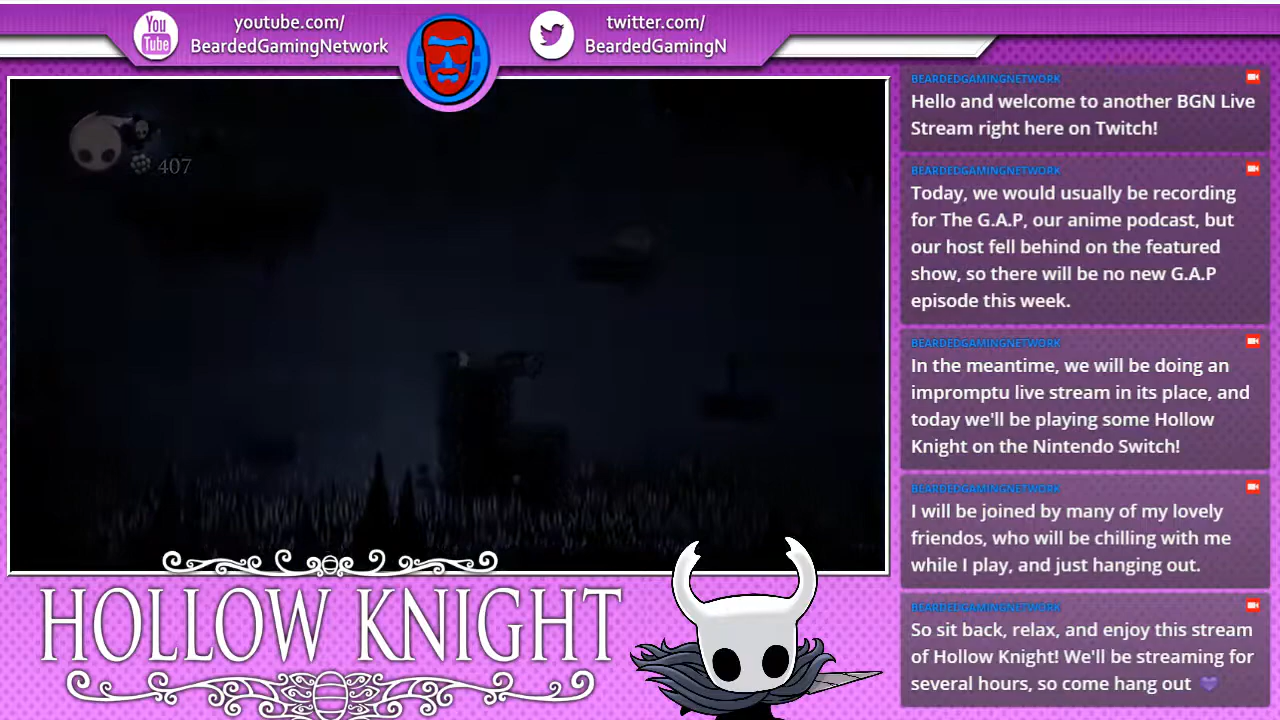 You
Tube
youtube.com/
BeardedGamingNetwork
twitter.com/
BeardedGamingN
407
HOLLOW KNIGHT
BEARDEDGAMINGNETWORK
Hello and welcome to another BGN Live
Stream right here on Twitch!
BEARDEDGAMINGNETWORK
Today, we would usually be recording
for The G.A.P, our anime podcast, but
our host fell behind on the featured
show, so there will be no new G.A.P
episode this week.
BEARDEDGAMINGNETWORK
In the meantime, we will be doing an
impromptu live stream in its place, and
today we'll be playing some Hollow
Knight on the Nintendo Switch!
BEARDEDGAMINGNETWORK
I will be joined by many of my lovely
friendos, who will be chilling with me
while I play, and just hanging out.
BEARDEDGAMINGNETWORK
So sit back, relax, and enjoy this stream
of Hollow Knight! We'll be streaming for
several hours, so come hang out